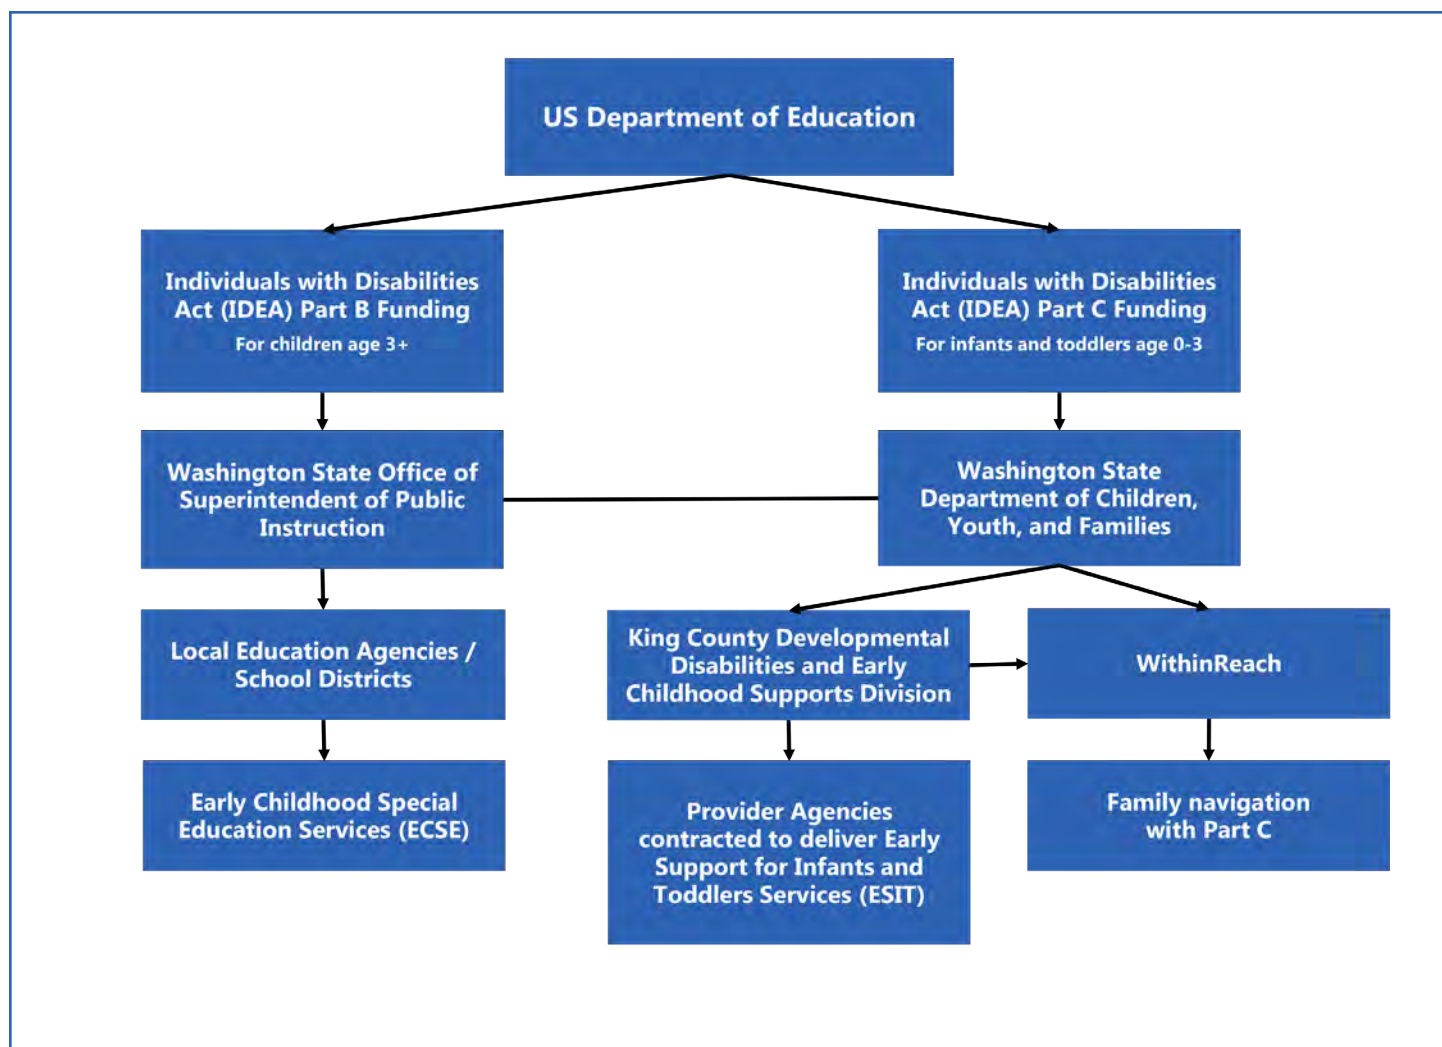 US Department of Education
Individuals with Disabilities
Act (IDEA) Part B Funding
For children age 3+
Individuals with Disabilities
Act (IDEA) Part C Funding
For infants and toddlers age 0-3
Washington State Office of
Superintendent of Public
Instruction
Washington State
Department of Children,
Youth, and Families
Local Education Agencies /
School Districts
King County Developmental
Disabilities and Early
Childhood Supports Division
WithinReach
Early Childhood Special
Education Services (ECSE)
Provider Agencies
contracted to deliver Early
Support for Infants and
Toddlers Services (ESIT)
Family navigation
with Part C